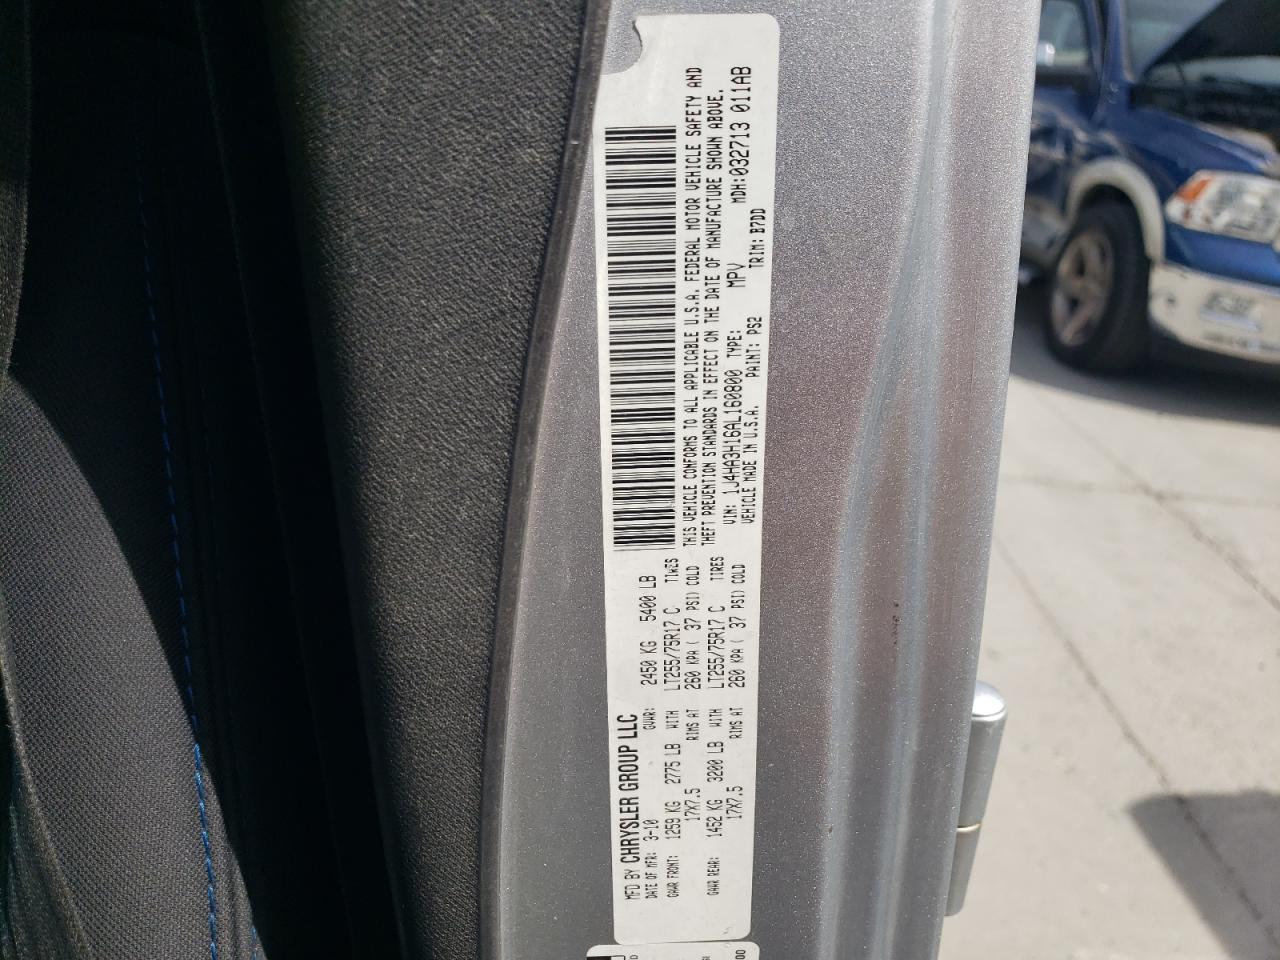 MFD BY CHRYSLER GROUP LLC
DATE OF MFR: 3-10 GVWR: 2450 KG 5400 LB
GAWR FRONT: 1259 KG 2775 LB WITH LT255/75R17 C TIRES
17X7.5 RIMS AT 260 KPA ( 37 PSI) COLD
GAWR REAR: 1452 KG 3200 LB WITH LT255/75R17 C TIRES
17X7.5 RIMS AT 260 KPA ( 37 PSI) COLD
THIS VEHICLE CONFORMS TO ALL APPLICABLE U.S.A. FEDERAL MOTOR VEHICLE SAFETY AND
THEFT PREVENTION STANDARDS IN EFFECT ON THE DATE OF MANUFACTURE SHOWN ABOVE.
VIN: 1J4HA3H16AL160800 TYPE: MPV MDH:032713 011AB
VEHICLE MADE IN U.S.A. PAINT: PS2 TRIM: B7DD